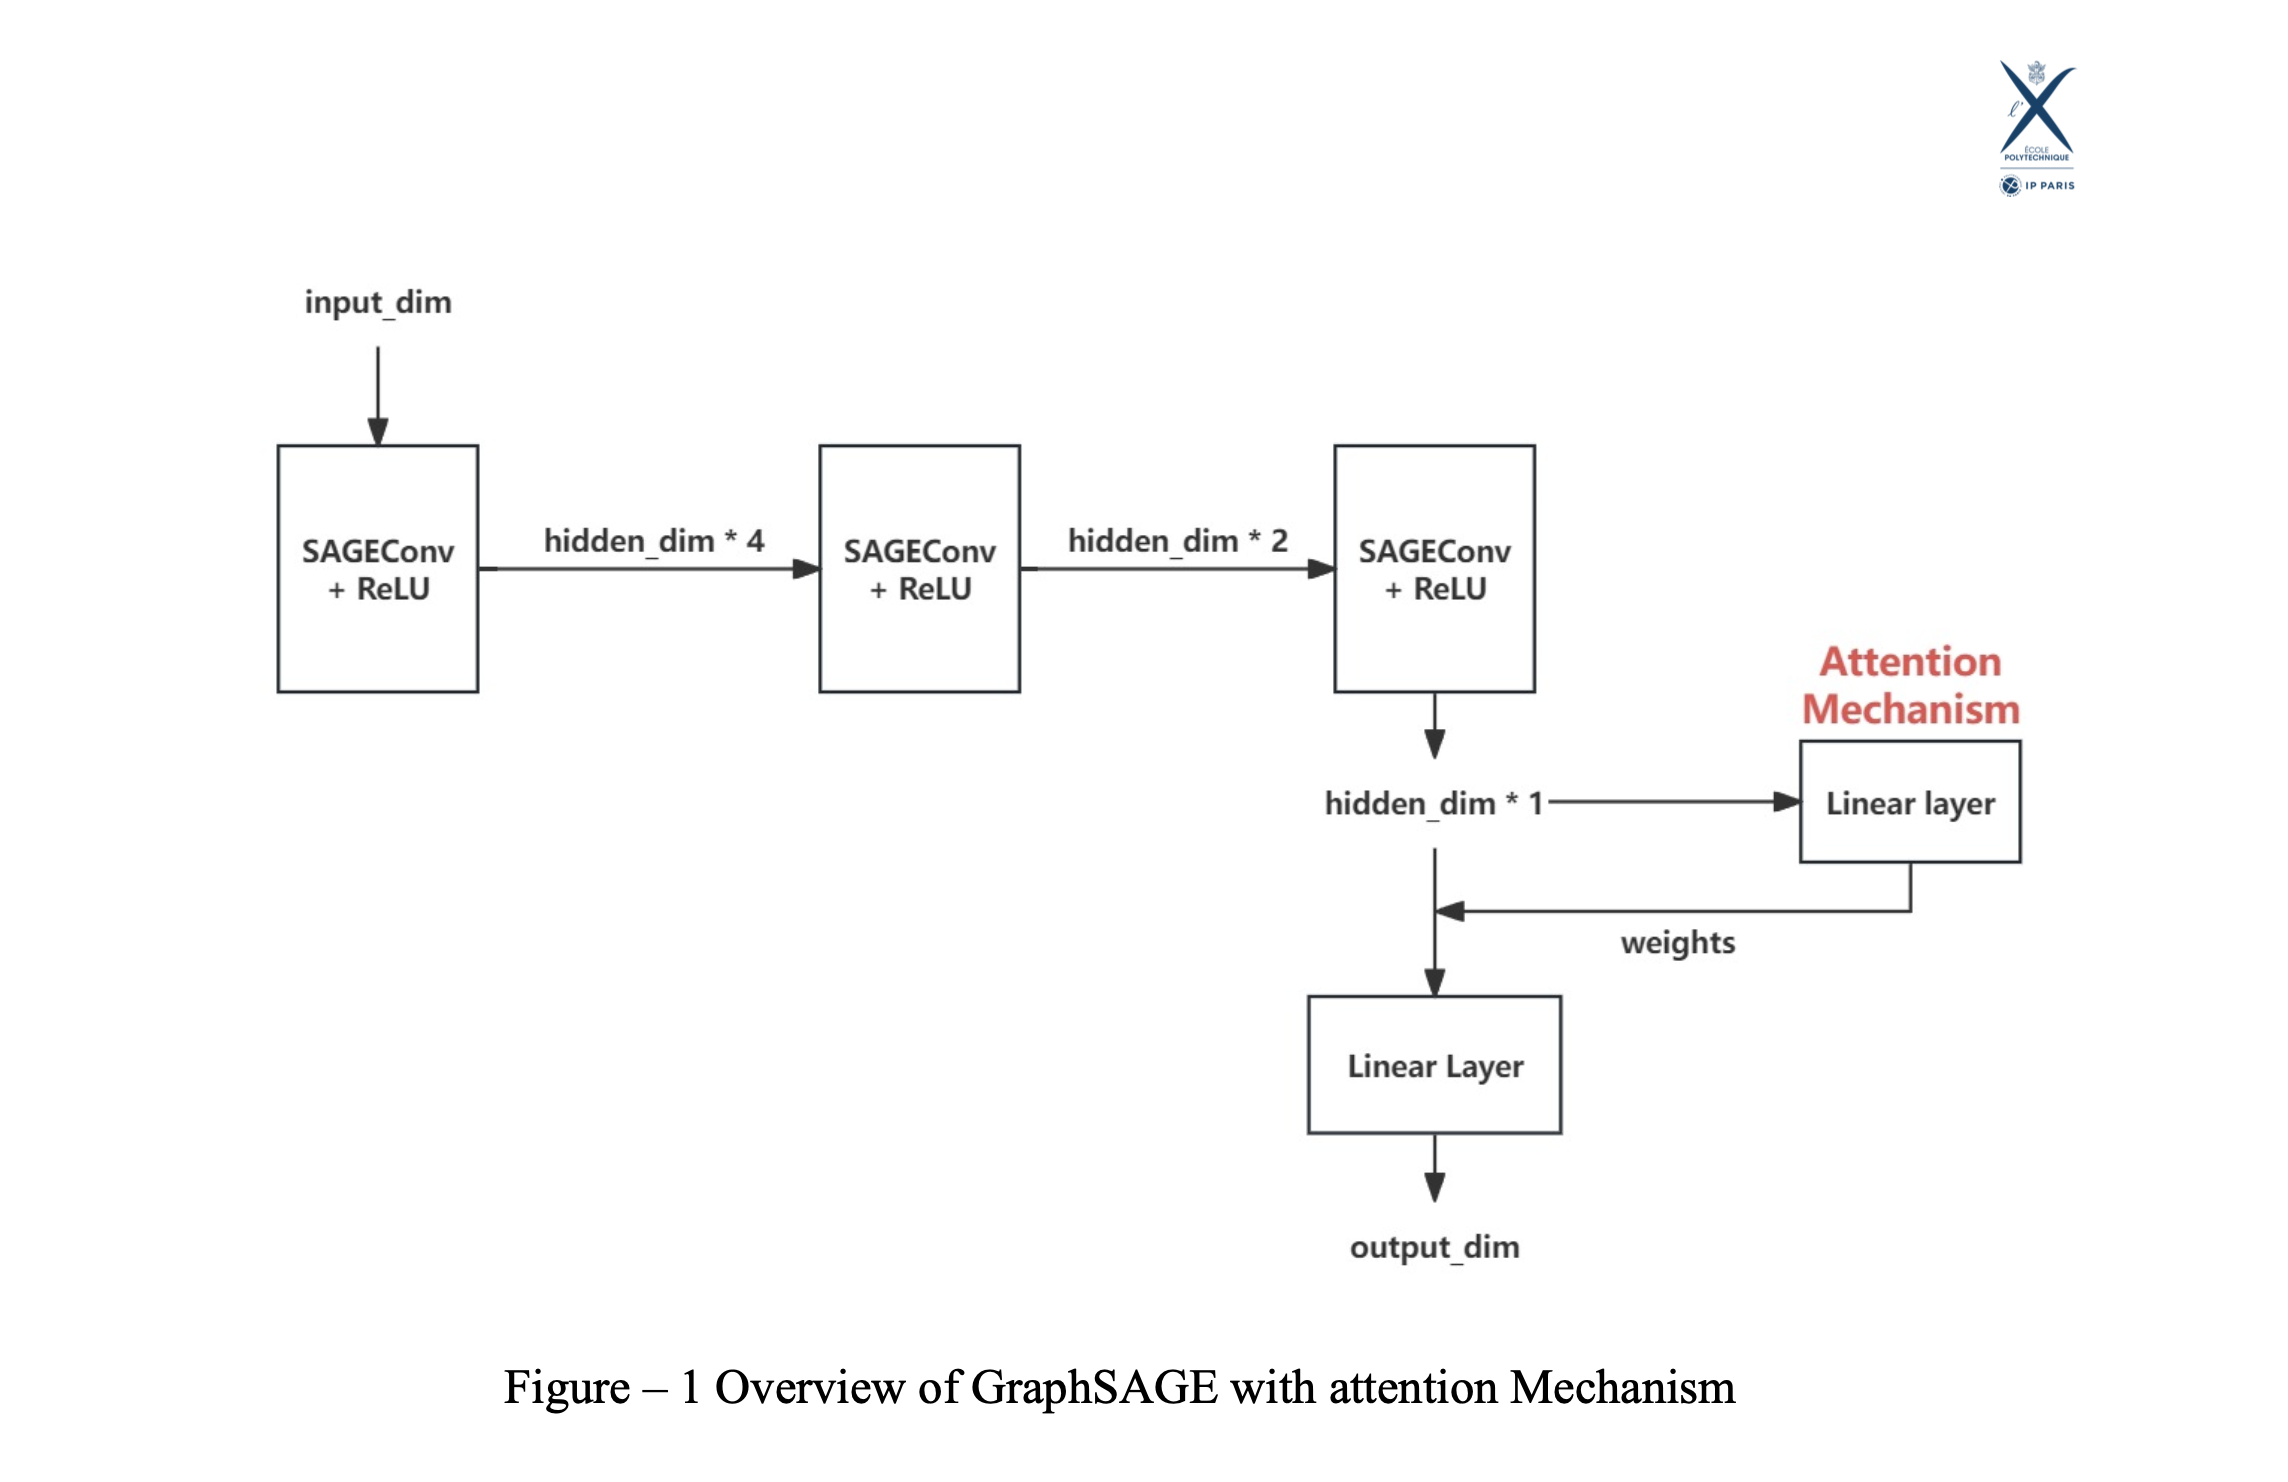 l'X
ÉCOLE
POLYTECHNIQUE
IP PARIS
input_dim
SAGEConv
+ ReLU
hidden_dim * 4
SAGEConv
+ ReLU
hidden_dim * 2
SAGEConv
+ ReLU
Attention
Mechanism
hidden_dim * 1
Linear layer
weights
Linear Layer
output_dim
Figure – 1 Overview of GraphSAGE with attention Mechanism